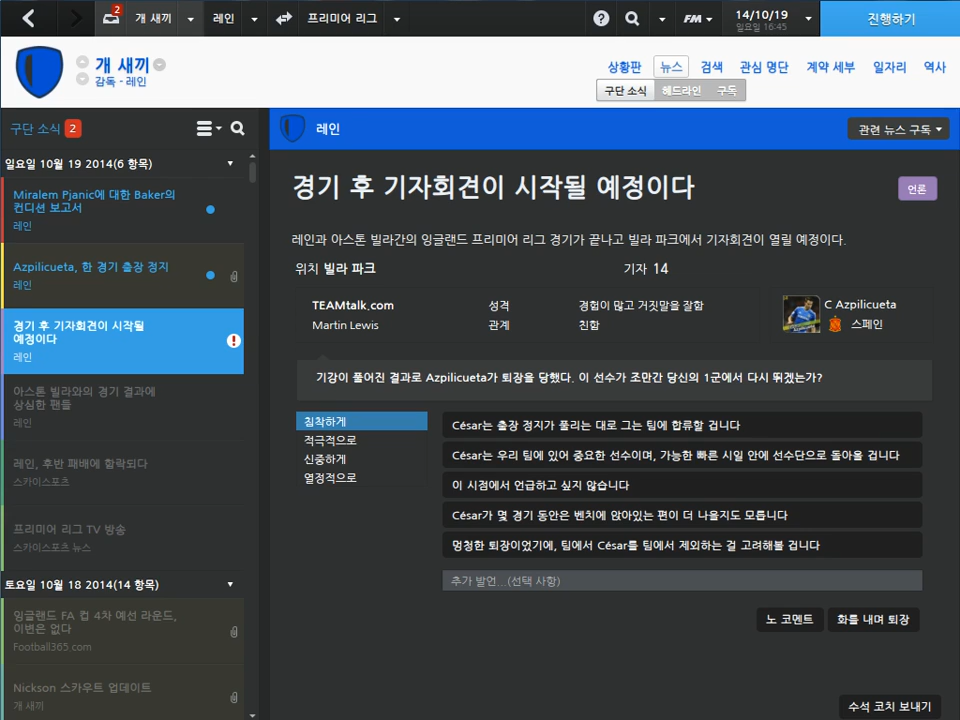 2
개 새끼
레인
프리미어 리그
FM
14/10/19
일요일 16:45
진행하기
개 새끼
감독 - 레인
상황판
뉴스
검색
관심 명단
계약 세부
일자리
역사
구단 소식
헤드라인
구독
구단 소식 2
일요일 10월 19 2014(6 항목)
Miralem Pjanic에 대한 Baker의
컨디션 보고서
레인
Azpilicueta, 한 경기 출장 정지
레인
경기 후 기자회견이 시작될
예정이다
레인
아스톤 빌라와의 경기 결과에
상심한 팬들
레인
레인, 후반 패배에 함락되다
스카이스포츠
프리미어 리그 TV 방송
스카이스포츠 뉴스
토요일 10월 18 2014(14 항목)
잉글랜드 FA 컵 4차 예선 라운드,
이변은 없다
Football365.com
Nickson 스카우트 업데이트
개 새끼
레인
관련 뉴스 구독
경기 후 기자회견이 시작될 예정이다
언론
레인과 아스톤 빌라간의 잉글랜드 프리미어 리그 경기가 끝나고 빌라 파크에서 기자회견이 열릴 예정이다.
위치 빌라 파크
기자 14
TEAMtalk.com
성격
경험이 많고 거짓말을 잘함
Martin Lewis
관계
친함
C Azpilicueta
스페인
기강이 풀어진 결과로 Azpilicueta가 퇴장을 당했다. 이 선수가 조만간 당신의 1군에서 다시 뛰겠는가?
침착하게
적극적으로
신중하게
열정적으로
César는 출장 정지가 풀리는 대로 그는 팀에 합류할 겁니다
César는 우리 팀에 있어 중요한 선수이며, 가능한 빠른 시일 안에 선수단으로 돌아올 겁니다
이 시점에서 언급하고 싶지 않습니다
César가 몇 경기 동안은 벤치에 앉아있는 편이 더 나을지도 모릅니다
멍청한 퇴장이었기에, 팀에서 César를 팀에서 제외하는 걸 고려해볼 겁니다
추가 발언...(선택 사항)
노 코멘트
화를 내며 퇴장
수석 코치 보내기